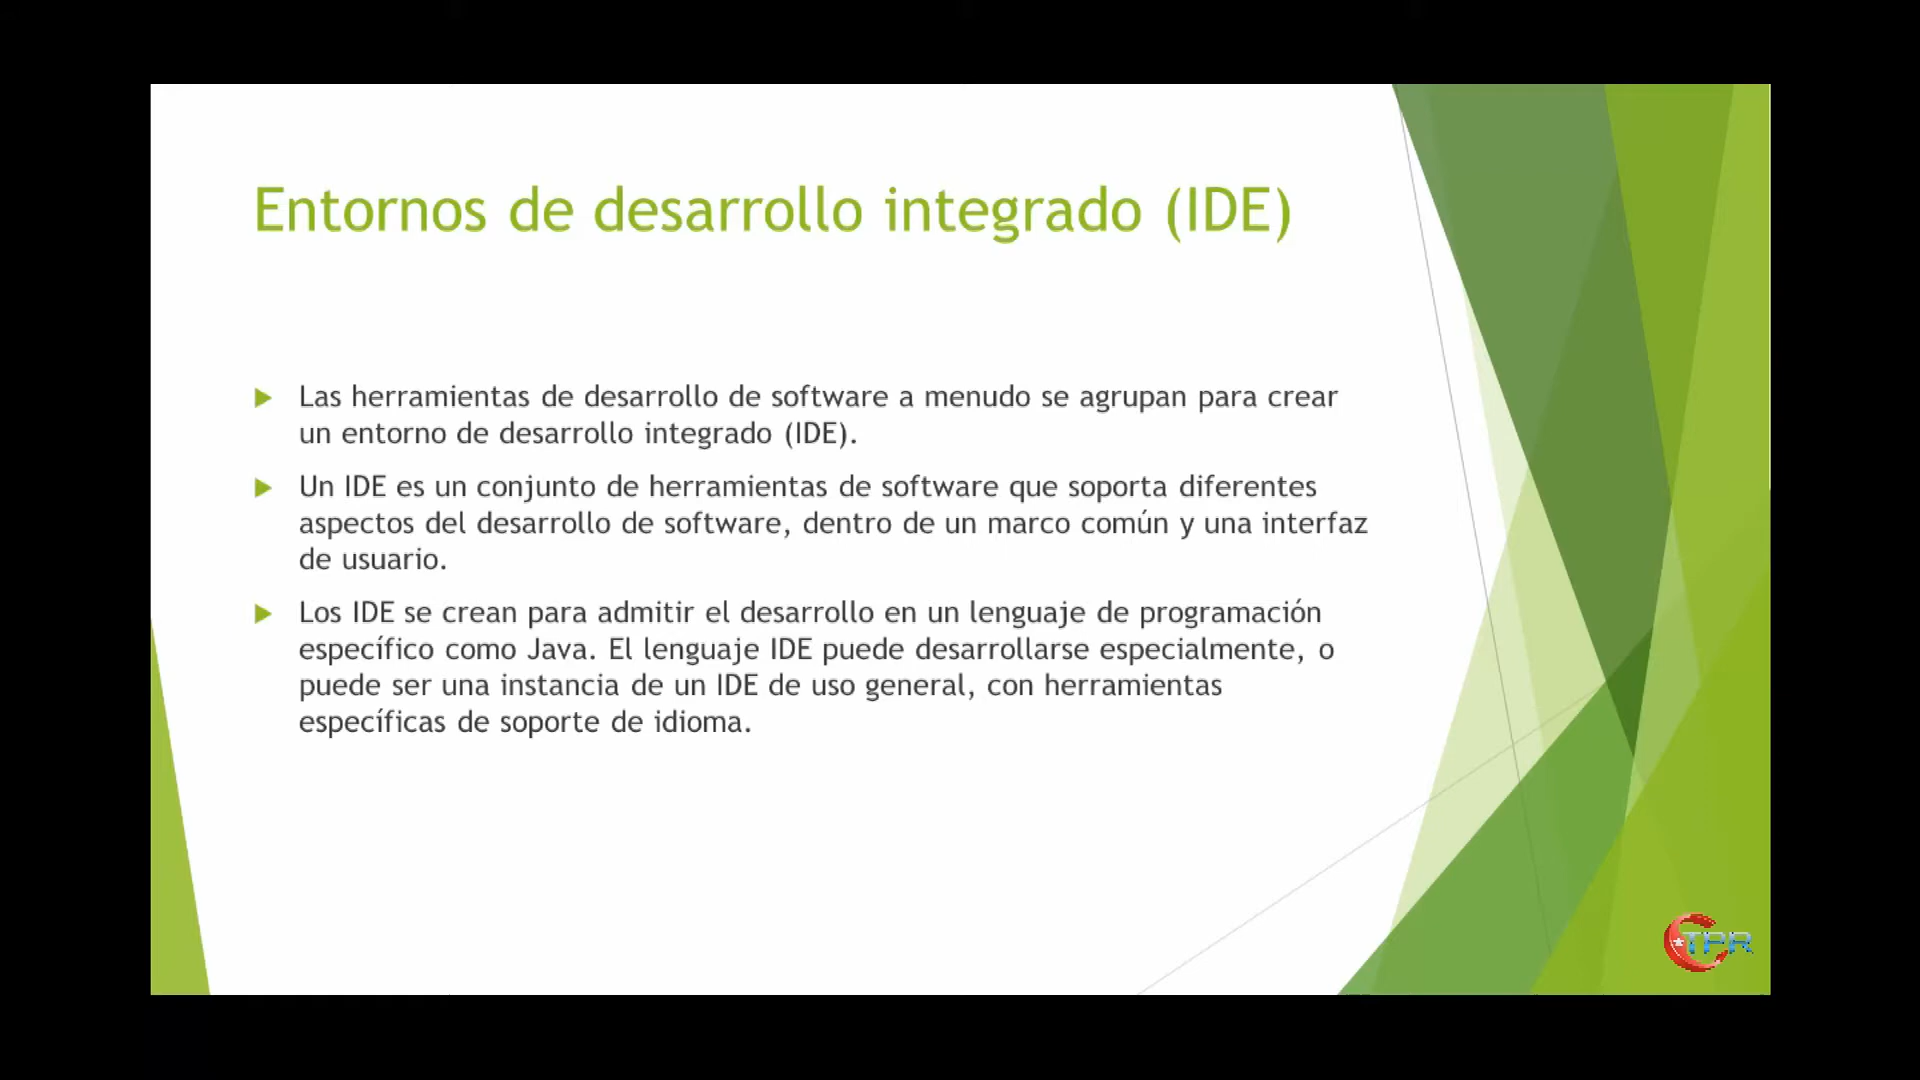 Entornos de desarrollo integrado (IDE)
Las herramientas de desarrollo de software a menudo se agrupan para crear
un entorno de desarrollo integrado (IDE).
Un IDE es un conjunto de herramientas de software que soporta diferentes
aspectos del desarrollo de software, dentro de un marco común y una interfaz
de usuario.
Los IDE se crean para admitir el desarrollo en un lenguaje de programación
específico como Java. El lenguaje IDE puede desarrollarse especialmente, o
puede ser una instancia de un IDE de uso general, con herramientas
específicas de soporte de idioma.
TPR